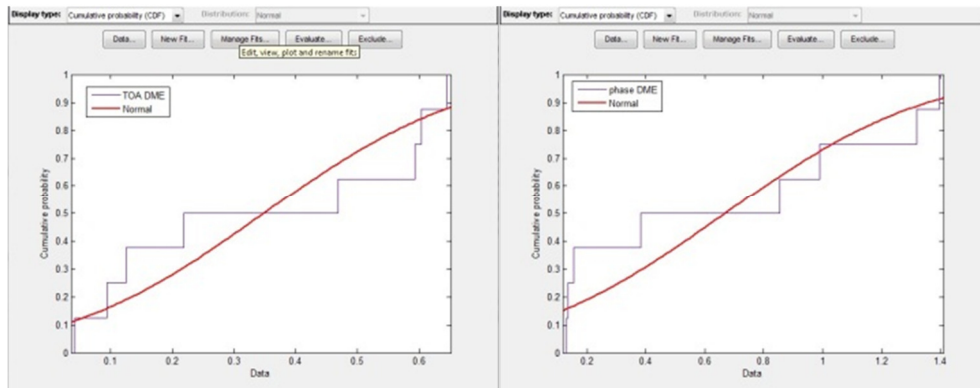 Display type: Cumulative probability (CDF) Distribution: Normal
Data... New Fit... Manage Fits... Evaluate... Exclude...
Edit, view, plot and rename fits
TOA DME
Normal
Cumulative probability
1
0.9
0.8
0.7
0.6
0.5
0.4
0.3
0.2
0.1
0
0.1 0.2 0.3 0.4 0.5 0.6
Data
Display type: Cumulative probability (CDF) Distribution: Normal
Data... New Fit... Manage Fits... Evaluate... Exclude...
phase DME
Normal
Cumulative probability
1
0.9
0.8
0.7
0.6
0.5
0.4
0.3
0.2
0.1
0
0.2 0.4 0.6 0.8 1 1.2 1.4
Data